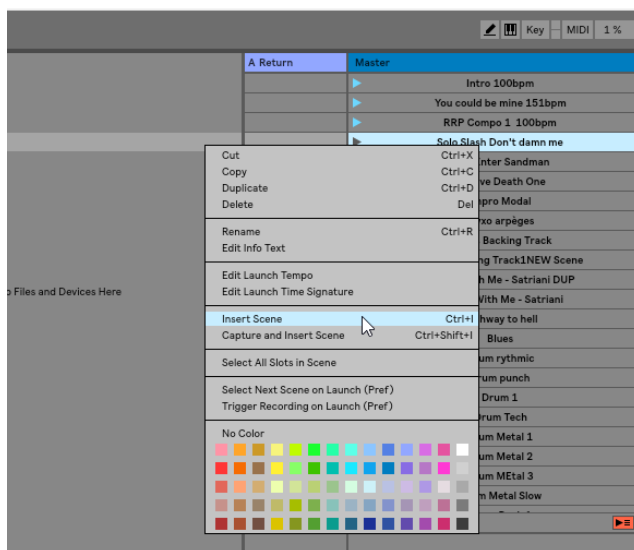 Key MIDI 1 %
A Return Master
Intro 100bpm
You could be mine 151bpm
RRP Compo 1 100bpm
Solo Slash Don't damn me
Cut Ctrl+X
Copy Ctrl+C
Duplicate Ctrl+D
Delete Del
Rename Ctrl+R
Edit Info Text
Edit Launch Tempo
Edit Launch Time Signature
Insert Scene Ctrl+I
Capture and Insert Scene Ctrl+Shift+I
Select All Slots in Scene
Select Next Scene on Launch (Pref)
Trigger Recording on Launch (Pref)
No Color
Files and Devices Here
nter Sandman
ve Death One
pro Modal
xo arpèges
Backing Track
ng Track1NEW Scene
h Me - Satriani DUP
With Me - Satriani
hway to hell
Blues
um rythmic
um punch
Drum 1
rum Tech
um Metal 1
um Metal 2
um MEtal 3
m Metal Slow